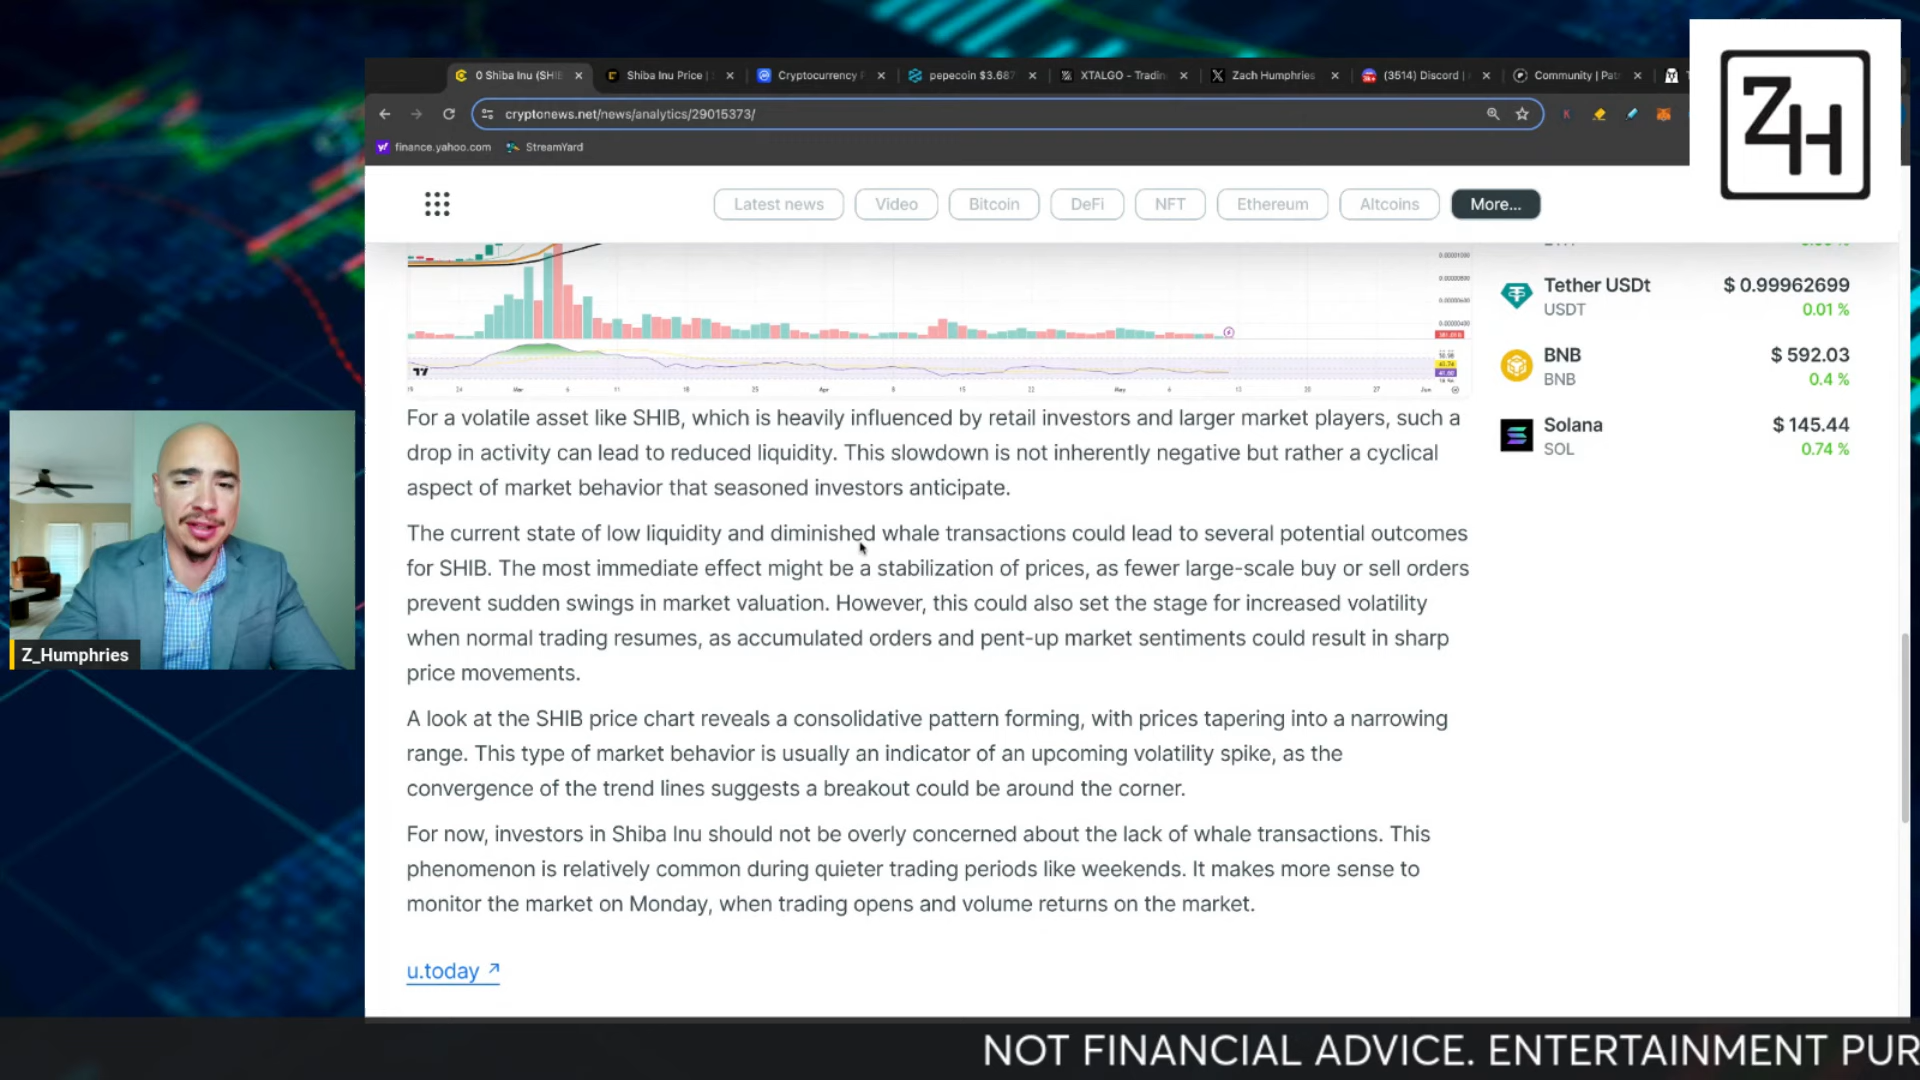 0 Shiba Inu (SHIB
Shiba Inu Price |
Cryptocurrency
pepecoin $3.687
XTALGO - Tradin
Zach Humphries
(3514) Discord |
Community | Pat
cryptonews.net/news/analytics/29015373/
finance.yahoo.com
StreamYard
ZH
Latest news
Video
Bitcoin
DeFi
NFT
Ethereum
Altcoins
More...
Tether USDt
$ 0.99962699
USDT
0.01 %
BNB
$ 592.03
BNB
0.4 %
Solana
$ 145.44
SOL
0.74 %
For a volatile asset like SHIB, which is heavily influenced by retail investors and larger market players, such a
drop in activity can lead to reduced liquidity. This slowdown is not inherently negative but rather a cyclical
aspect of market behavior that seasoned investors anticipate.
The current state of low liquidity and diminished whale transactions could lead to several potential outcomes
for SHIB. The most immediate effect might be a stabilization of prices, as fewer large-scale buy or sell orders
prevent sudden swings in market valuation. However, this could also set the stage for increased volatility
when normal trading resumes, as accumulated orders and pent-up market sentiments could result in sharp
price movements.
A look at the SHIB price chart reveals a consolidative pattern forming, with prices tapering into a narrowing
range. This type of market behavior is usually an indicator of an upcoming volatility spike, as the
convergence of the trend lines suggests a breakout could be around the corner.
For now, investors in Shiba Inu should not be overly concerned about the lack of whale transactions. This
phenomenon is relatively common during quieter trading periods like weekends. It makes more sense to
monitor the market on Monday, when trading opens and volume returns on the market.
u.today
Z_Humphries
NOT FINANCIAL ADVICE. ENTERTAINMENT PUR